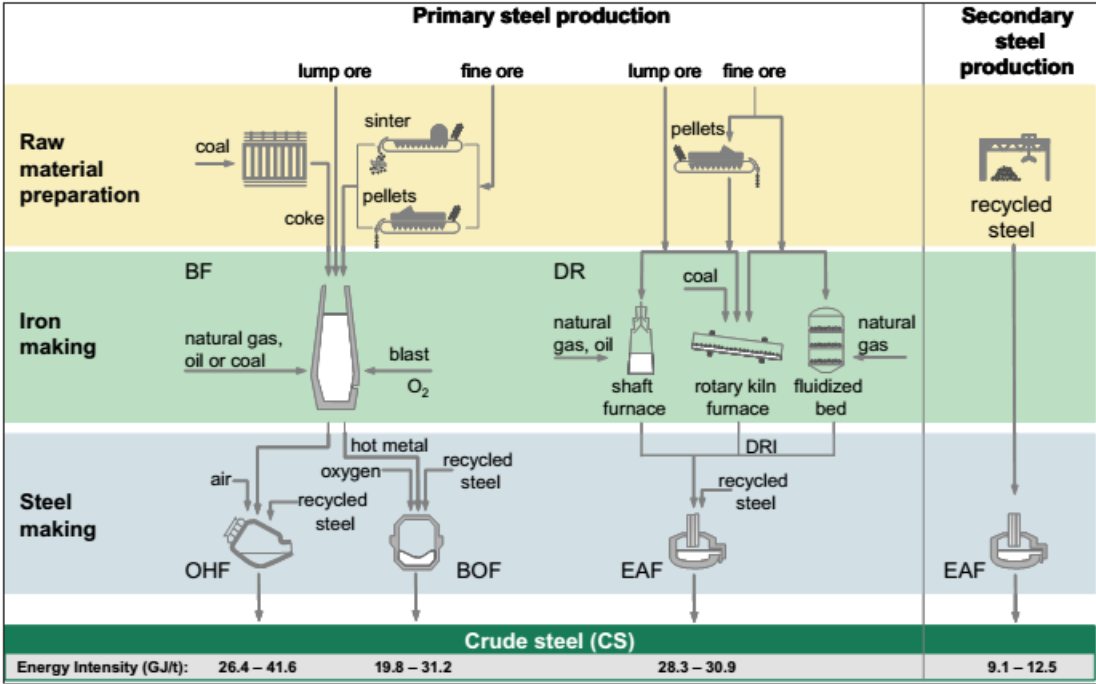 Primary steel production
Secondary
steel
production
lump ore
fine ore
lump ore
fine ore
Raw
material
preparation
coal
sinter
pellets
coke
pellets
recycled
steel
Iron
making
BF
natural gas,
oil or coal
blast
O₂
DR
coal
natural
gas, oil
natural
gas
shaft
furnace
rotary kiln
furnace
fluidized
bed
Steel
making
hot metal
air
oxygen
recycled
steel
recycled
steel
DRI
recycled
steel
OHF
BOF
EAF
EAF
Crude steel (CS)
Energy Intensity (GJ/t): 26.4 – 41.6 19.8 – 31.2 28.3 – 30.9 9.1 – 12.5